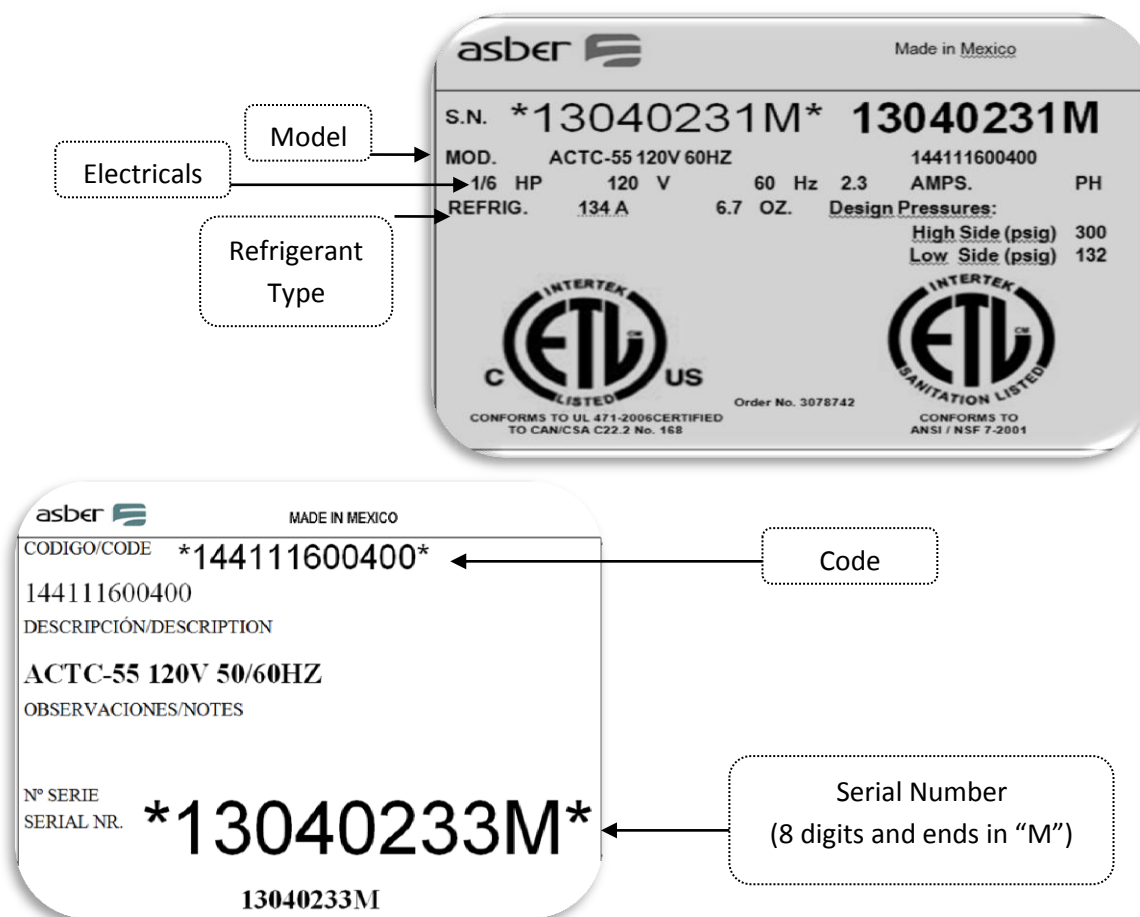 asber
Made in Mexico
S.N. *13040231M* 13040231M
Model
MOD. ACTC-55 120V 60HZ 144111600400
Electricals
1/6 HP 120 V 60 Hz 2.3 AMPS. PH
REFRIG. 134 A 6.7 OZ. Design Pressures:
High Side (psig) 300
Low Side (psig) 132
Refrigerant
Type
INTERTEK
ETL
CM
C
US
LISTED
CONFORMS TO UL 471-2006CERTIFIED
TO CAN/CSA C22.2 No. 168
Order No. 3078742
INTERTEK
ETL
CM
SANITATION LISTED
CONFORMS TO
ANSI / NSF 7-2001
asber
MADE IN MEXICO
CODIGO/CODE *144111600400*
Code
144111600400
DESCRIPCIÓN/DESCRIPTION
ACTC-55 120V 50/60HZ
OBSERVACIONES/NOTES
Nº SERIE
SERIAL NR. *13040233M*
13040233M
Serial Number
(8 digits and ends in “M”)